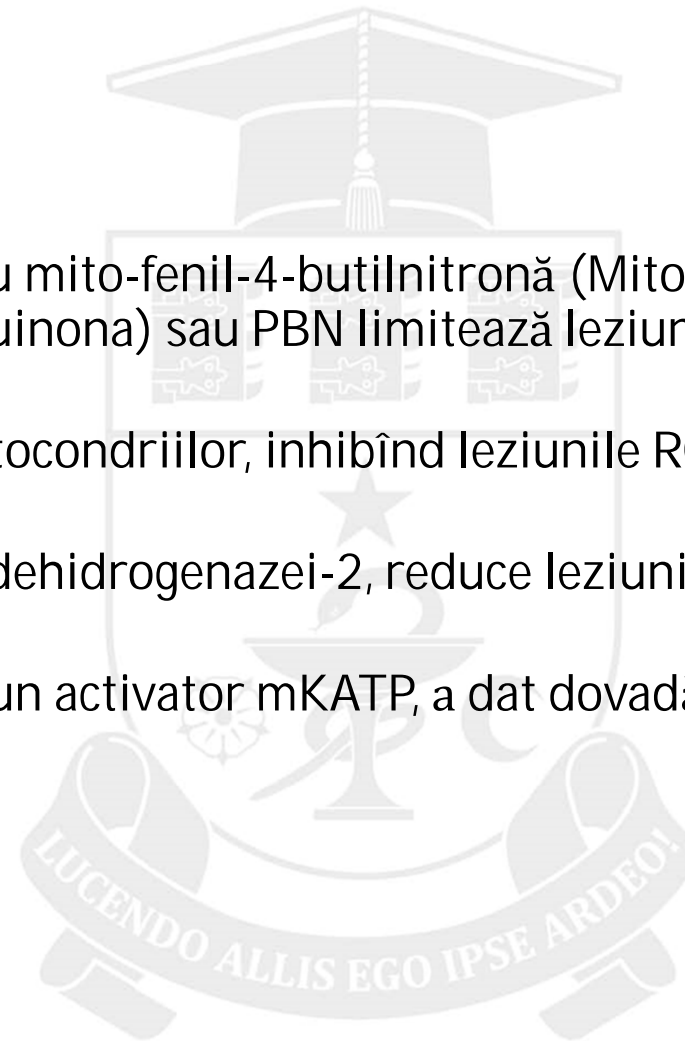 u mito-fenil-4-butilnitronă (Mito
uinona) sau PBN limitează leziun
tocondriilor, inhibînd leziunile R
dehidrogenazei-2, reduce leziuni
un activator mKATP, a dat dovad
LUCENDO ALLIS EGO IPSE ARDEO!